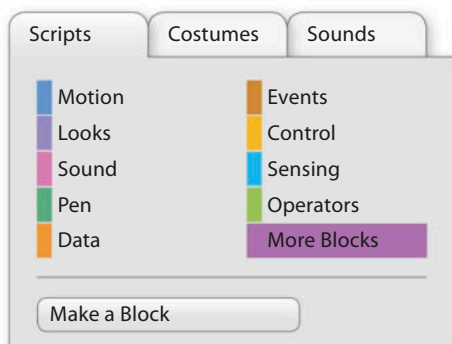 Scripts Costumes Sounds
Motion Events
Looks Control
Sound Sensing
Pen Operators
Data More Blocks
Make a Block